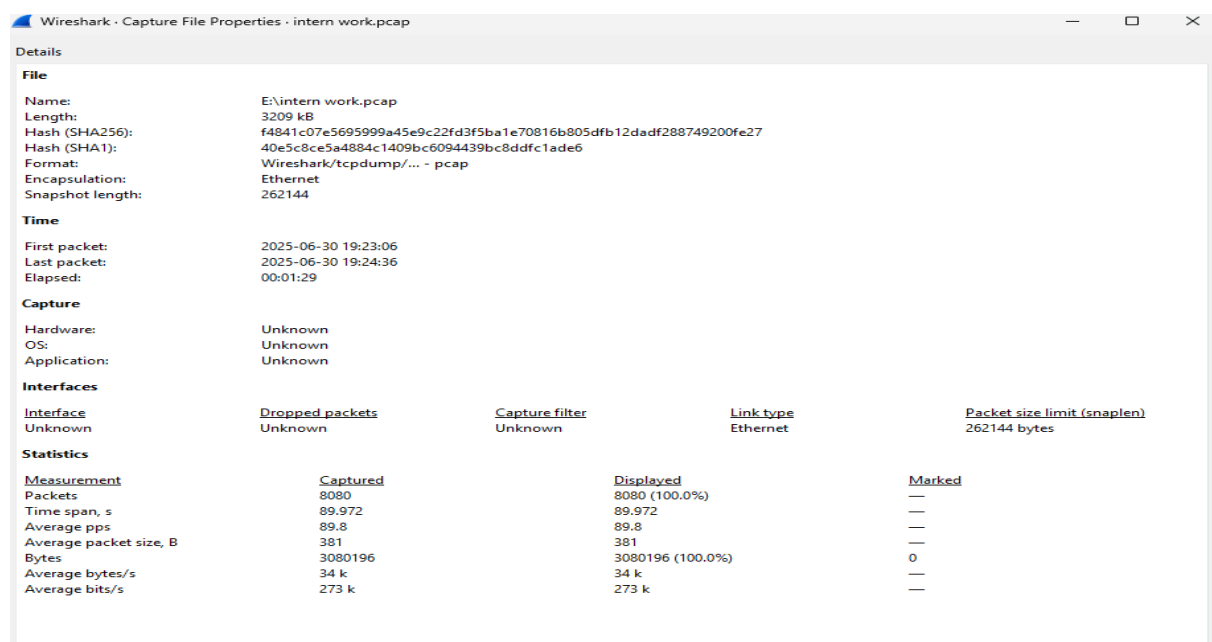 Wireshark · Capture File Properties · intern work.pcap
Details
File
Name: E:\intern work.pcap
Length: 3209 kB
Hash (SHA256): f4841c07e5695999a45e9c22fd3f5ba1e70816b805dfb12dadf288749200fe27
Hash (SHA1): 40e5c8ce5a4884c1409bc6094439bc8ddfc1ade6
Format: Wireshark/tcpdump/... - pcap
Encapsulation: Ethernet
Snapshot length: 262144
Time
First packet: 2025-06-30 19:23:06
Last packet: 2025-06-30 19:24:36
Elapsed: 00:01:29
Capture
Hardware: Unknown
OS: Unknown
Application: Unknown
Interfaces
Interface Dropped packets Capture filter Link type Packet size limit (snaplen)
Unknown Unknown Unknown Ethernet 262144 bytes
Statistics
Measurement Captured Displayed Marked
Packets 8080 8080 (100.0%) —
Time span, s 89.972 89.972 —
Average pps 89.8 89.8 —
Average packet size, B 381 381 —
Bytes 3080196 3080196 (100.0%) 0
Average bytes/s 34 k 34 k —
Average bits/s 273 k 273 k —